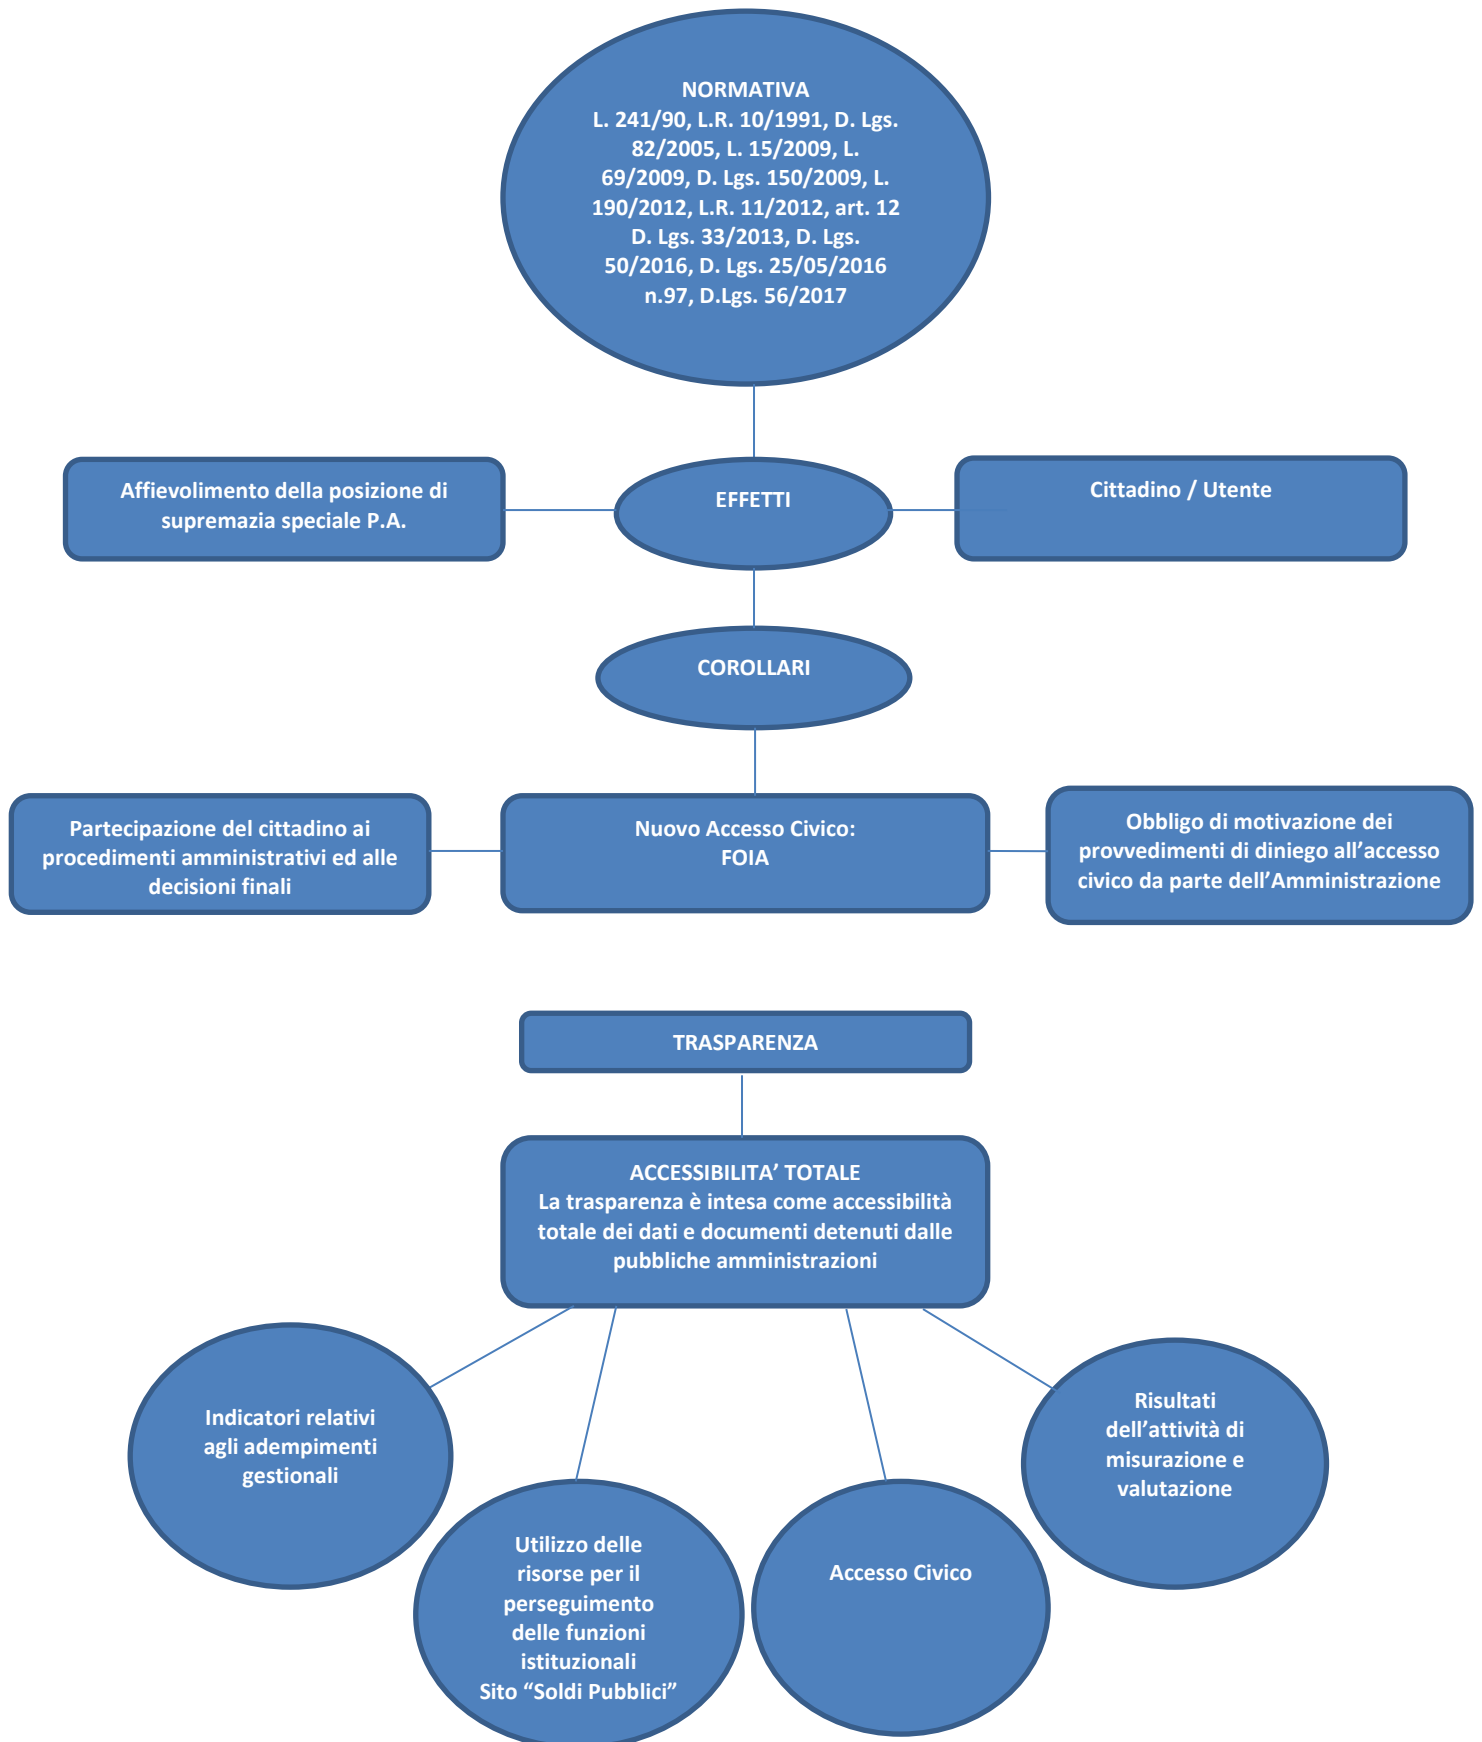 NORMATIVA
L. 241/90, L.R. 10/1991, D. Lgs.
82/2005, L. 15/2009, L.
69/2009, D. Lgs. 150/2009, L.
190/2012, L.R. 11/2012, art. 12
D. Lgs. 33/2013, D. Lgs.
50/2016, D. Lgs. 25/05/2016
n.97, D.Lgs. 56/2017
Affievolimento della posizione di
supremazia speciale P.A.
EFFETTI
Cittadino / Utente
COROLLARI
Partecipazione del cittadino ai
procedimenti amministrativi ed alle
decisioni finali
Nuovo Accesso Civico:
FOIA
Obbligo di motivazione dei
provvedimenti di diniego all’accesso
civico da parte dell’Amministrazione
TRASPARENZA
ACCESSIBILITA’ TOTALE
La trasparenza è intesa come accessibilità
totale dei dati e documenti detenuti dalle
pubbliche amministrazioni
Indicatori relativi
agli adempimenti
gestionali
Utilizzo delle
risorse per il
perseguimento
delle funzioni
istituzionali
Sito “Soldi Pubblici”
Accesso Civico
Risultati
dell’attività di
misurazione e
valutazione